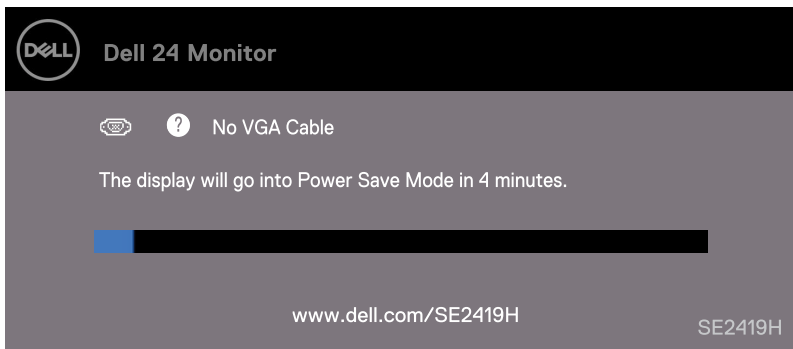 DELL
Dell 24 Monitor
? No VGA Cable
The display will go into Power Save Mode in 4 minutes.
www.dell.com/SE2419H
SE2419H